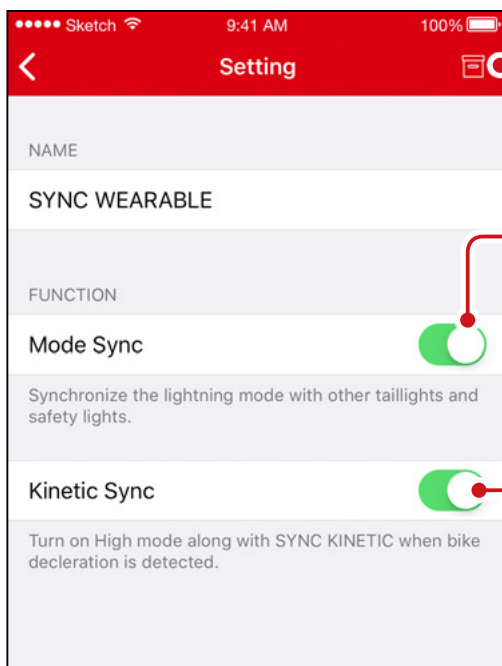 ●●●●● Sketch 9:41 AM 100%
Setting
NAME
SYNC WEARABLE
FUNCTION
Mode Sync
Synchronize the lightning mode with other taillights and
safety lights.
Kinetic Sync
Turn on High mode along with SYNC KINETIC when bike
decleration is detected.